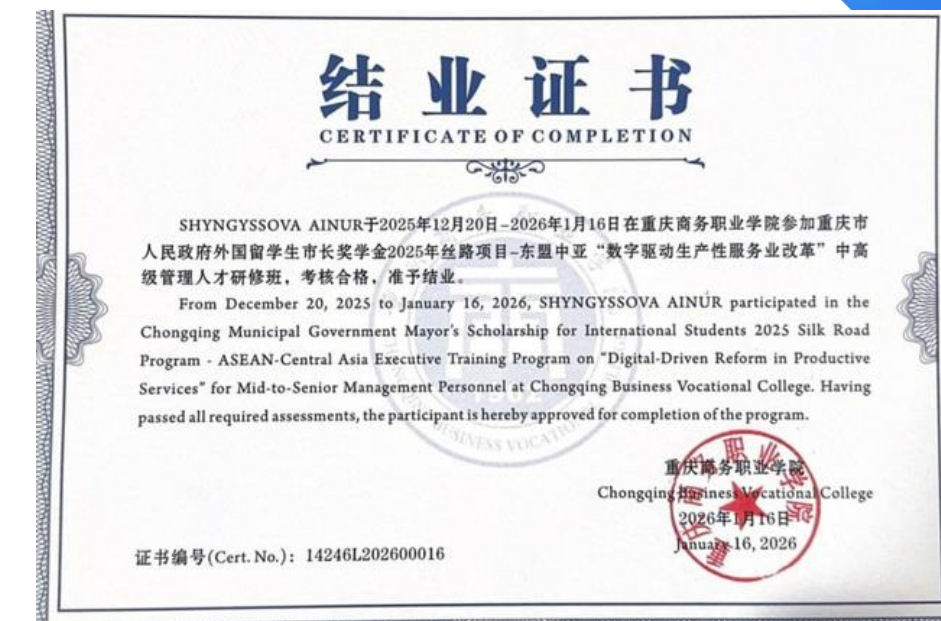 结业证书
CERTIFICATE OF COMPLETION
SHYNGYSSOVA AINUR于2025年12月20日-2026年1月16日在重庆商务职业学院参加重庆市
人民政府外国留学生市长奖学金2025年丝路项目-东盟中亚“数字驱动生产性服务业改革”中高
级管理人才研修班，考核合格，准予结业。
From December 20, 2025 to January 16, 2026, SHYNGYSSOVA AINUR participated in the
Chongqing Municipal Government Mayor's Scholarship for International Students 2025 Silk Road
Program - ASEAN-Central Asia Executive Training Program on “Digital-Driven Reform in Productive
Services” for Mid-to-Senior Management Personnel at Chongqing Business Vocational College. Having
passed all required assessments, the participant is hereby approved for completion of the program.
重庆商务职业学院
Chongqing Business Vocational College
2026年1月16日
January 16, 2026
重庆商务职业学院
证书编号(Cert. No.)：14246L202600016